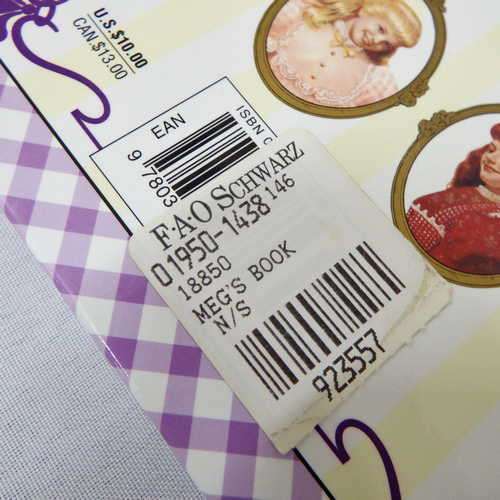 U.S.$10.00
CAN.$13.00
EAN
ISBN
9 7803
F·A·O SCHWARZ
01950-1438 146
18850
MEG'S BOOK
N/S
923557